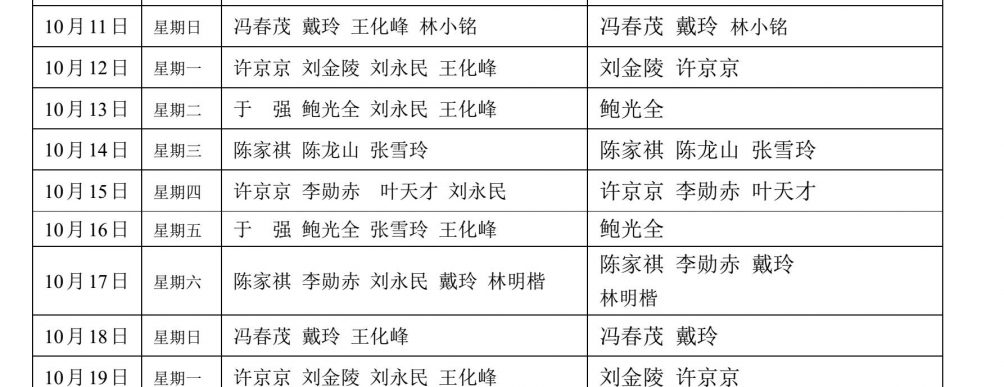 10月11日 星期日 冯春茂 戴玲 王化峰 林小铭 冯春茂 戴玲 林小铭
10月12日 星期一 许京京 刘金陵 刘永民 王化峰 刘金陵 许京京
10月13日 星期二 于 强 鲍光全 刘永民 王化峰 鲍光全
10月14日 星期三 陈家祺 陈龙山 张雪玲 陈家祺 陈龙山 张雪玲
10月15日 星期四 许京京 李勋赤 叶天才 刘永民 许京京 李勋赤 叶天才
10月16日 星期五 于 强 鲍光全 张雪玲 王化峰 鲍光全
10月17日 星期六 陈家祺 李勋赤 刘永民 戴玲 林明楷 陈家祺 李勋赤 戴玲
林明楷
10月18日 星期日 冯春茂 戴玲 王化峰 冯春茂 戴玲
10月19日 星期一 许京京 刘金陵 刘永民 王化峰 刘金陵 许京京